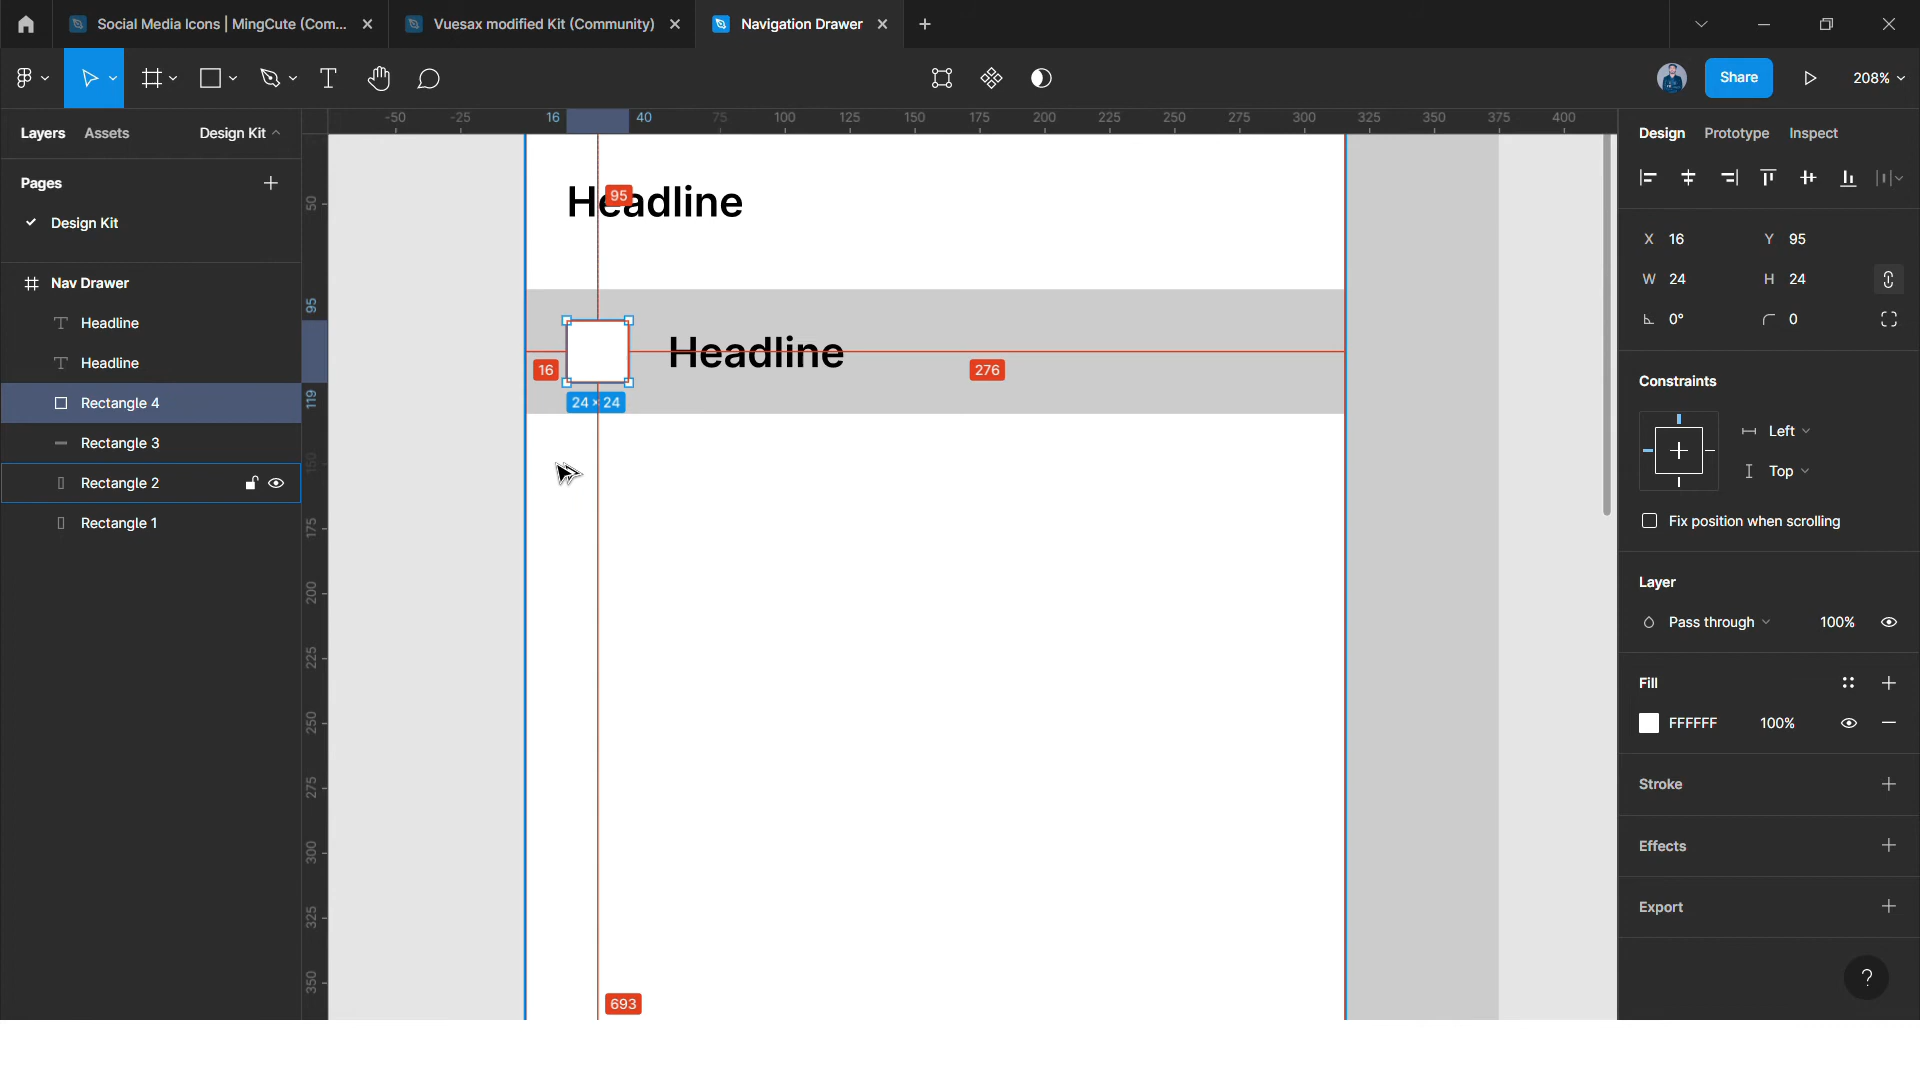 Social Media Icons | MingCute (Com...
Vuesax modified Kit (Community)
Navigation Drawer
Share
208%
Layers
Assets
Design Kit
-50
-25
16
40
75
100
125
150
175
200
225
250
275
300
325
350
375
400
Design
Prototype
Inspect
Pages
Design Kit
Nav Drawer
Headline
Headline
Rectangle 4
Rectangle 3
Rectangle 2
Rectangle 1
50
95
119
150
175
200
225
250
275
300
325
350
Headline
95
Headline
16
276
24 × 24
693
X 16
Y 95
W 24
H 24
0°
0
Constraints
Left
Top
Fix position when scrolling
Layer
Pass through
100%
Fill
FFFFFF
100%
Stroke
Effects
Export
?